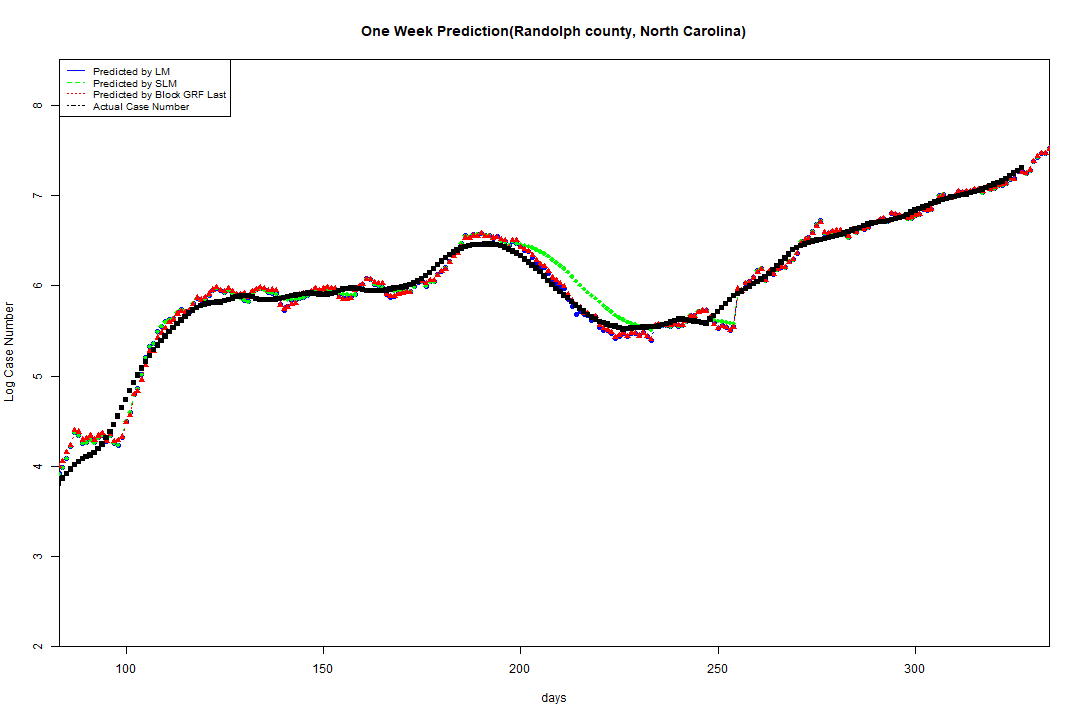 One Week Prediction(Randolph county, North Carolina)
Predicted by LM
Predicted by SLM
Predicted by Block GRF Last
Actual Case Number
8
7
6
5
4
3
2
Log Case Number
100 150 200 250 300
days